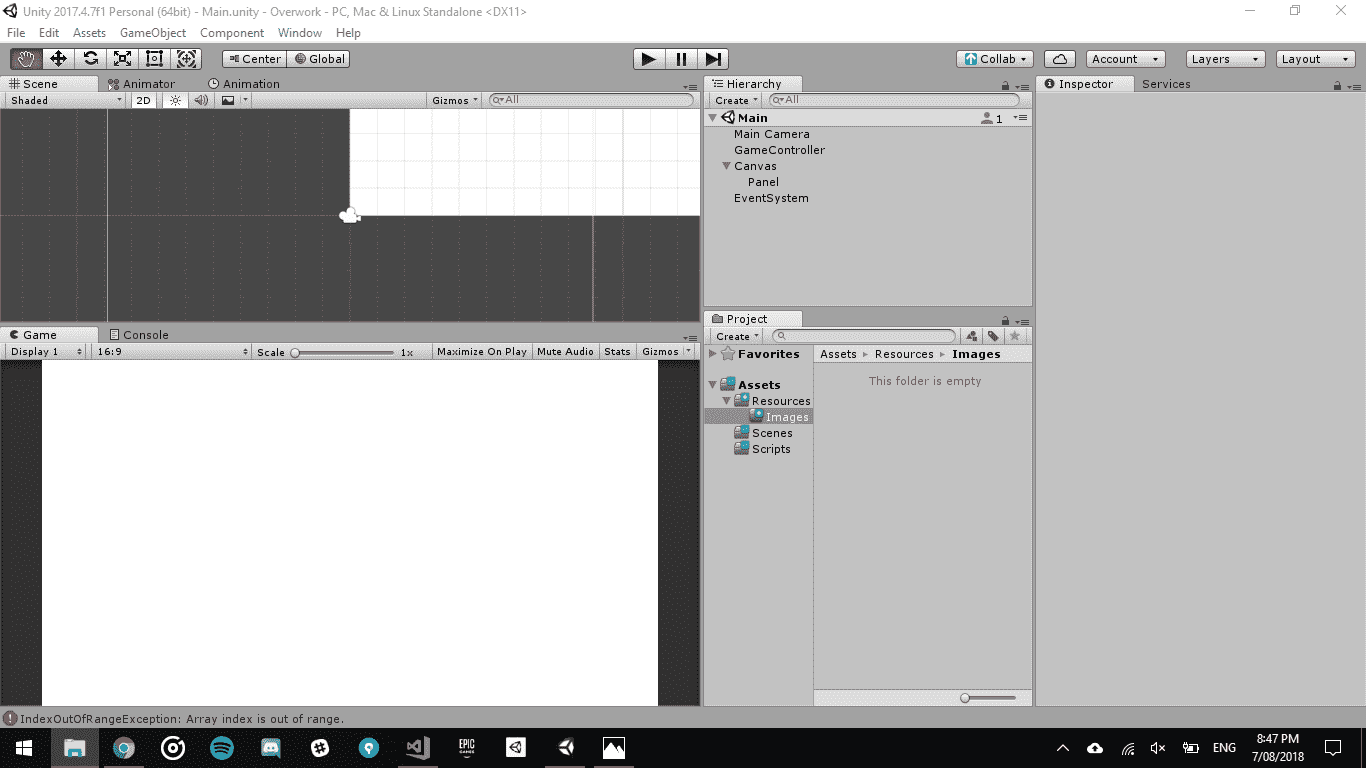 Unity 2017.4.7f1 Personal (64bit) - Main.unity - Overwork - PC, Mac & Linux Standalone <DX11>
File Edit Assets GameObject Component Window Help
Center Global Collab Account Layers Layout
Scene Animator Animation
Shaded 2D Gizmos All
Hierarchy
Create All
Main 1
Main Camera
GameController
Canvas
Panel
EventSystem
Inspector Services
Game Console
Display 1 16:9 Scale 1x Maximize On Play Mute Audio Stats Gizmos
Project
Create
Favorites
Assets
Resources
Images
Scenes
Scripts
Assets Resources Images
This folder is empty
IndexOutOfRangeException: Array index is out of range.
EPIC
GAMES
ENG
8:47 PM
7/08/2018